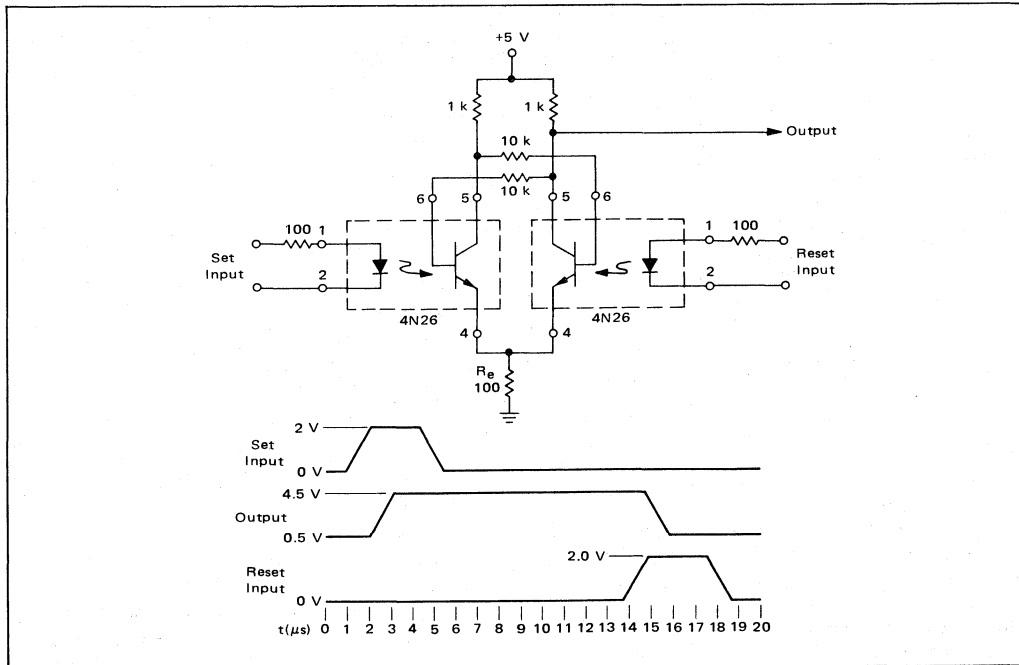 +5 V
1 k
1 k
Output
10 k
10 k
6
5
5
6
100
1
1
100
Set
Input
Reset
Input
2
2
4N26
4N26
4
4
Re
100
2 V
Set
Input
0 V
4.5 V
Output
0.5 V
2.0 V
Reset
Input
0 V
t(μs) 0 1 2 3 4 5 6 7 8 9 10 11 12 13 14 15 16 17 18 19 20